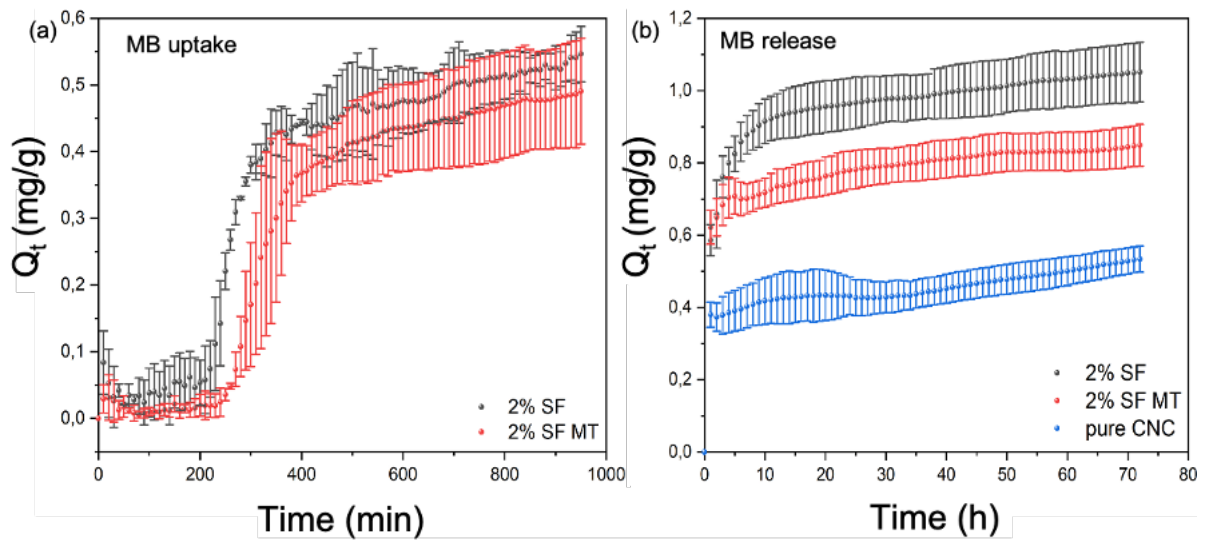 (a)
MB uptake
Qt (mg/g)
0,6
0,5
0,4
0,3
0,2
0,1
0,0
2% SF
2% SF MT
0 200 400 600 800 1000
Time (min)
(b)
MB release
Qt (mg/g)
1,2
1,0
0,8
0,6
0,4
0,2
0,0
2% SF
2% SF MT
pure CNC
0 10 20 30 40 50 60 70 80
Time (h)